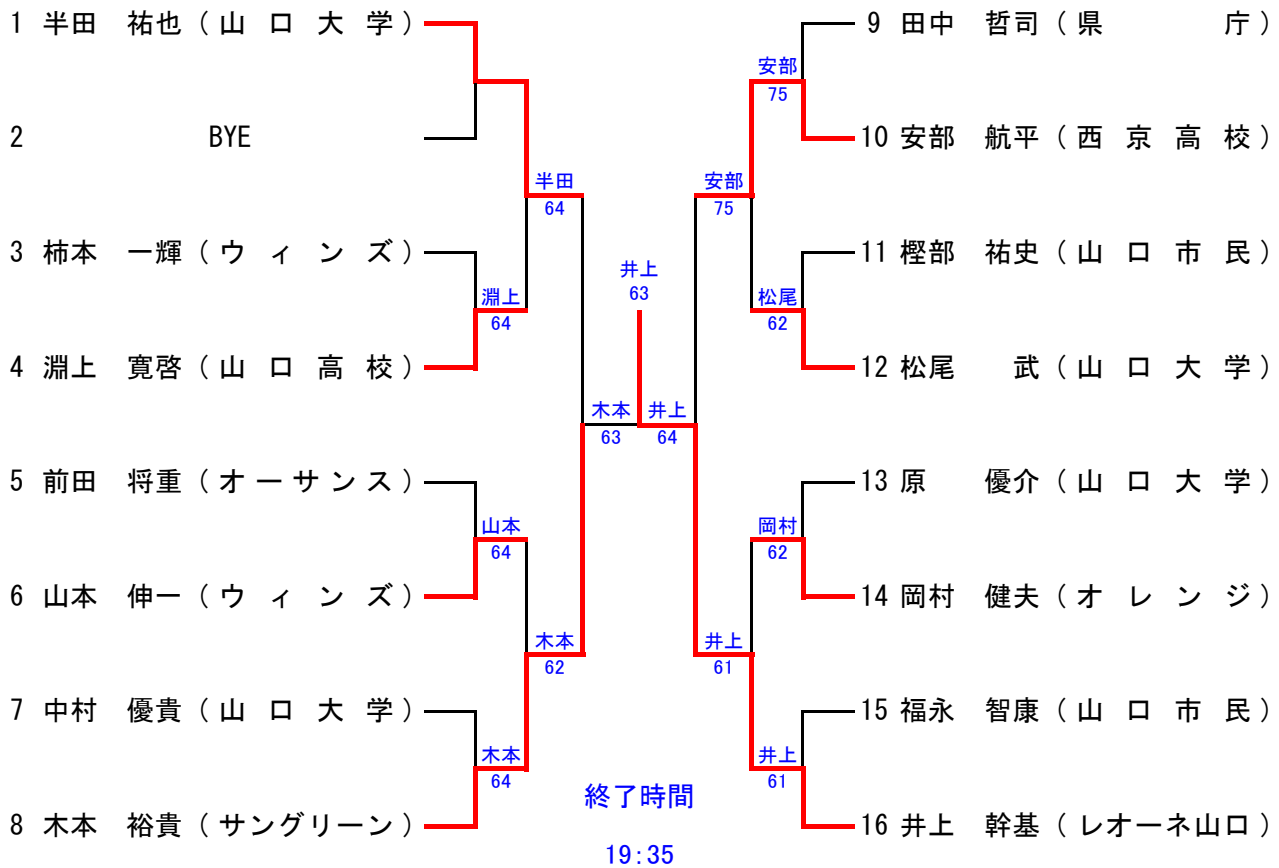 1 半田 祐也 ( 山 口 大 学 )
2 BYE
半田
64
3 柿本 一輝 ( ウ ィ ン ズ )
淵上
64
4 淵上 寛啓 ( 山 口 高 校 )
木本
63
5 前田 将重 ( オ ー サ ン ス )
山本
64
6 山本 伸一 ( ウ ィ ン ズ )
木本
62
7 中村 優貴 ( 山 口 大 学 )
木本
64
8 木本 裕貴 ( サングリーン )
井上
63
9 田中 哲司 ( 県 庁 )
安部
75
10 安部 航平 ( 西 京 高 校 )
安部
75
11 樫部 祐史 ( 山 口 市 民 )
松尾
62
12 松尾 武 ( 山 口 大 学 )
井上
64
13 原 優介 ( 山 口 大 学 )
岡村
62
14 岡村 健夫 ( オ レ ン ジ )
井上
61
15 福永 智康 ( 山 口 市 民 )
井上
61
16 井上 幹基 ( レオーネ山口 )
終了時間
19:35